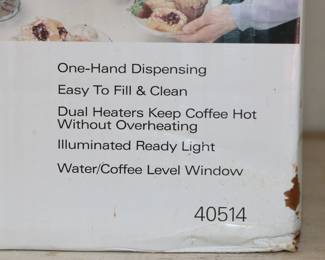 One-Hand Dispensing
Easy To Fill & Clean
Dual Heaters Keep Coffee Hot
Without Overheating
Illuminated Ready Light
Water/Coffee Level Window
40514